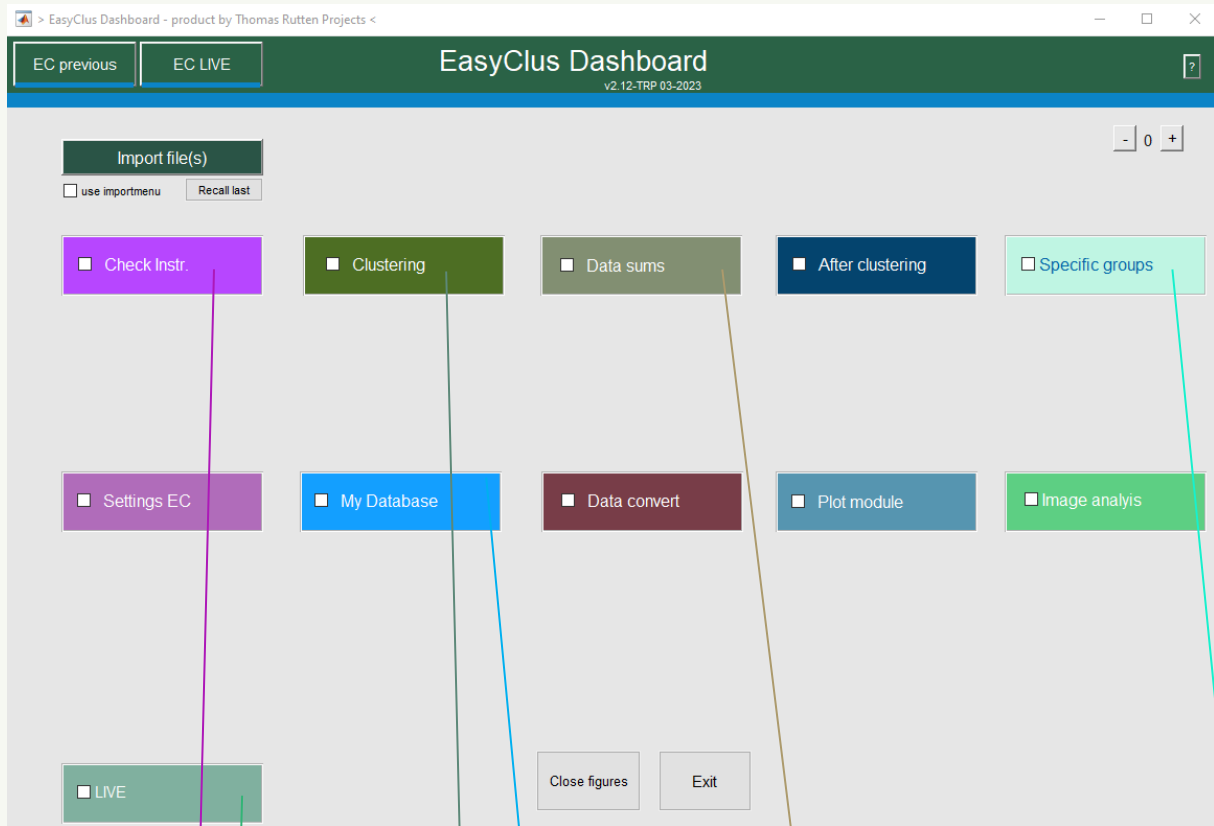 > EasyClus Dashboard - product by Thomas Rutten Projects <
EC previous
EC LIVE
EasyClus Dashboard
v2.12-TRP 03-2023
?
Import file(s)
- 0 +
use importmenu
Recall last
Check Instr.
Clustering
Data sums
After clustering
Specific groups
Settings EC
My Database
Data convert
Plot module
Image analyis
LIVE
Close figures
Exit